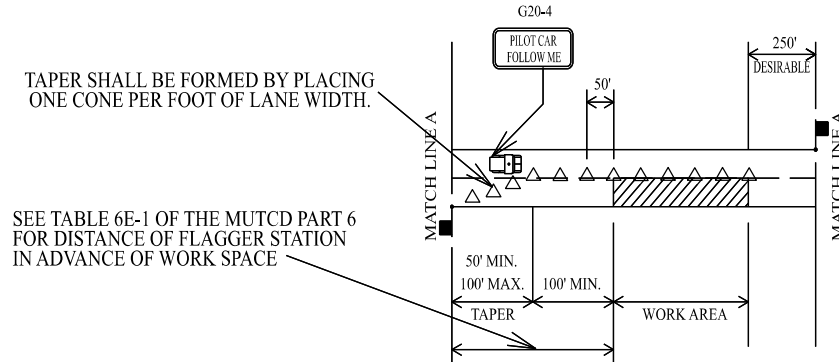 G20-4
PILOT CAR
FOLLOW ME
250'
DESIRABLE
50'
TAPER SHALL BE FORMED BY PLACING
ONE CONE PER FOOT OF LANE WIDTH.
MATCH LINE A
MATCH LINE A
SEE TABLE 6E-1 OF THE MUTCD PART 6
FOR DISTANCE OF FLAGGER STATION
IN ADVANCE OF WORK SPACE
50' MIN.
100' MAX.
100' MIN.
TAPER
WORK AREA